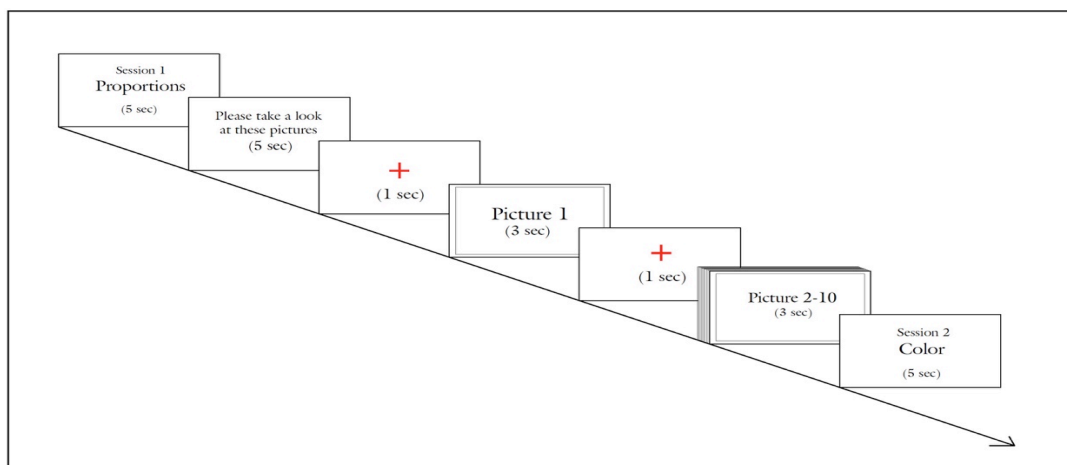 Session 1
Proportions
(5 sec)
Please take a look
at these pictures
(5 sec)
(1 sec)
Picture 1
(3 sec)
(1 sec)
Picture 2-10
(3 sec)
Session 2
Color
(5 sec)